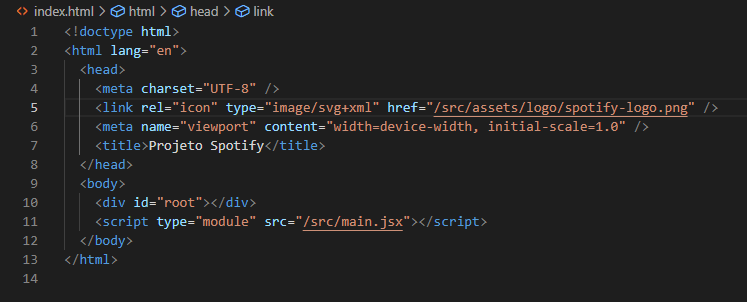 index.html > html > head > link
1 <!doctype html>
2 <html lang="en">
3 <head>
4 <meta charset="UTF-8" />
5 <link rel="icon" type="image/svg+xml" href="/src/assets/logo/spotify-logo.png" />
6 <meta name="viewport" content="width=device-width, initial-scale=1.0" />
7 <title>Projeto Spotify</title>
8 </head>
9 <body>
10 <div id="root"></div>
11 <script type="module" src="/src/main.jsx"></script>
12 </body>
13 </html>
14